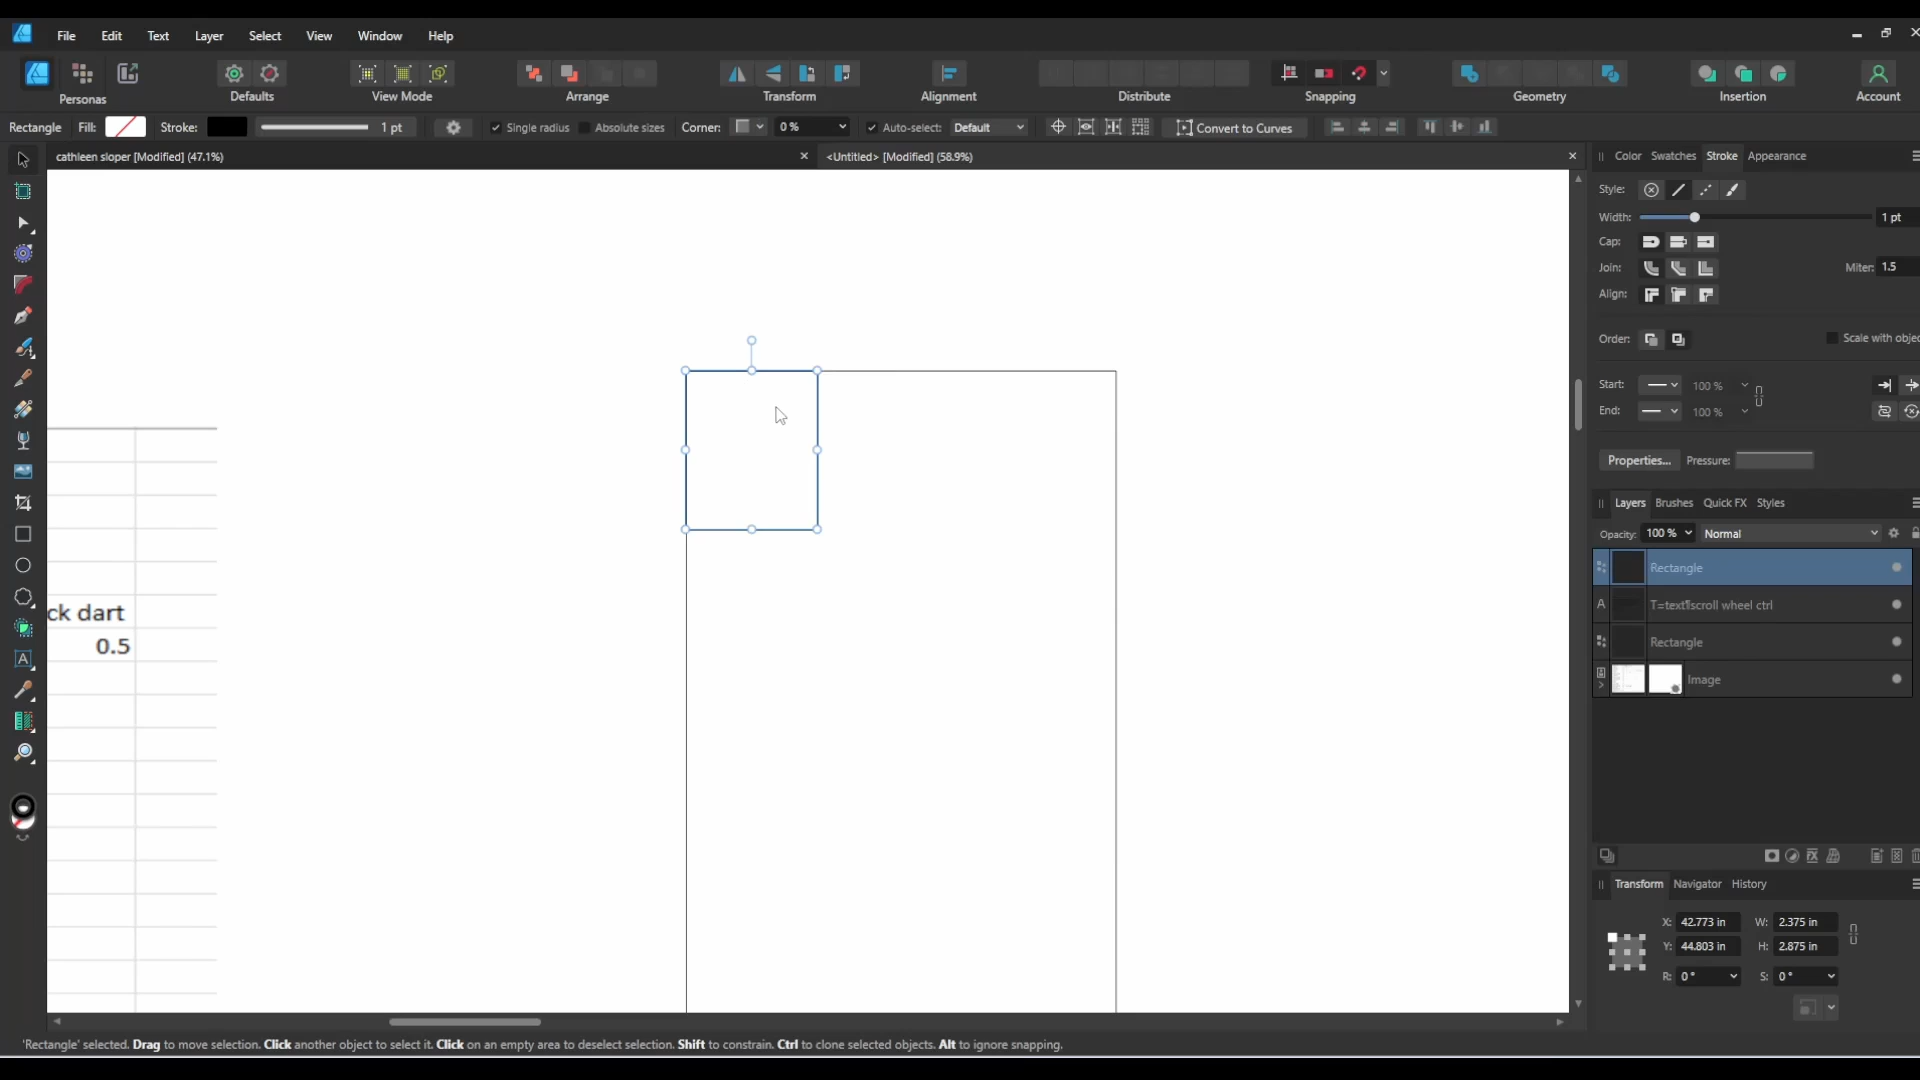 File Edit Text Layer Select View Window Help
Personas Defaults View Mode Arrange Transform Alignment Distribute Snapping Geometry Insertion Account
Rectangle Fill: Stroke: 1 pt Single radius Absolute sizes Corner: 0 % Auto-select: Default Convert to Curves
cathleen sloper [Modified] (47.1%) <Untitled> [Modified] (58.9%)
Color Swatches Stroke Appearance
Style:
Width: 1 pt
Cap:
Join: Miter: 1.5
Align:
Order: Scale with objec
Start: 100 %
End: 100 %
Properties... Pressure:
Layers Brushes Quick FX Styles
Opacity: 100 % Normal
Rectangle
A T=text¶scroll wheel ctrl
Rectangle
Image
ck dart
0.5
Transform Navigator History
X: 42.773 in W: 2.375 in
Y: 44.803 in H: 2.875 in
R: 0 ° S: 0 °
'Rectangle' selected. Drag to move selection. Click another object to select it. Click on an empty area to deselect selection. Shift to constrain. Ctrl to clone selected objects. Alt to ignore snapping.